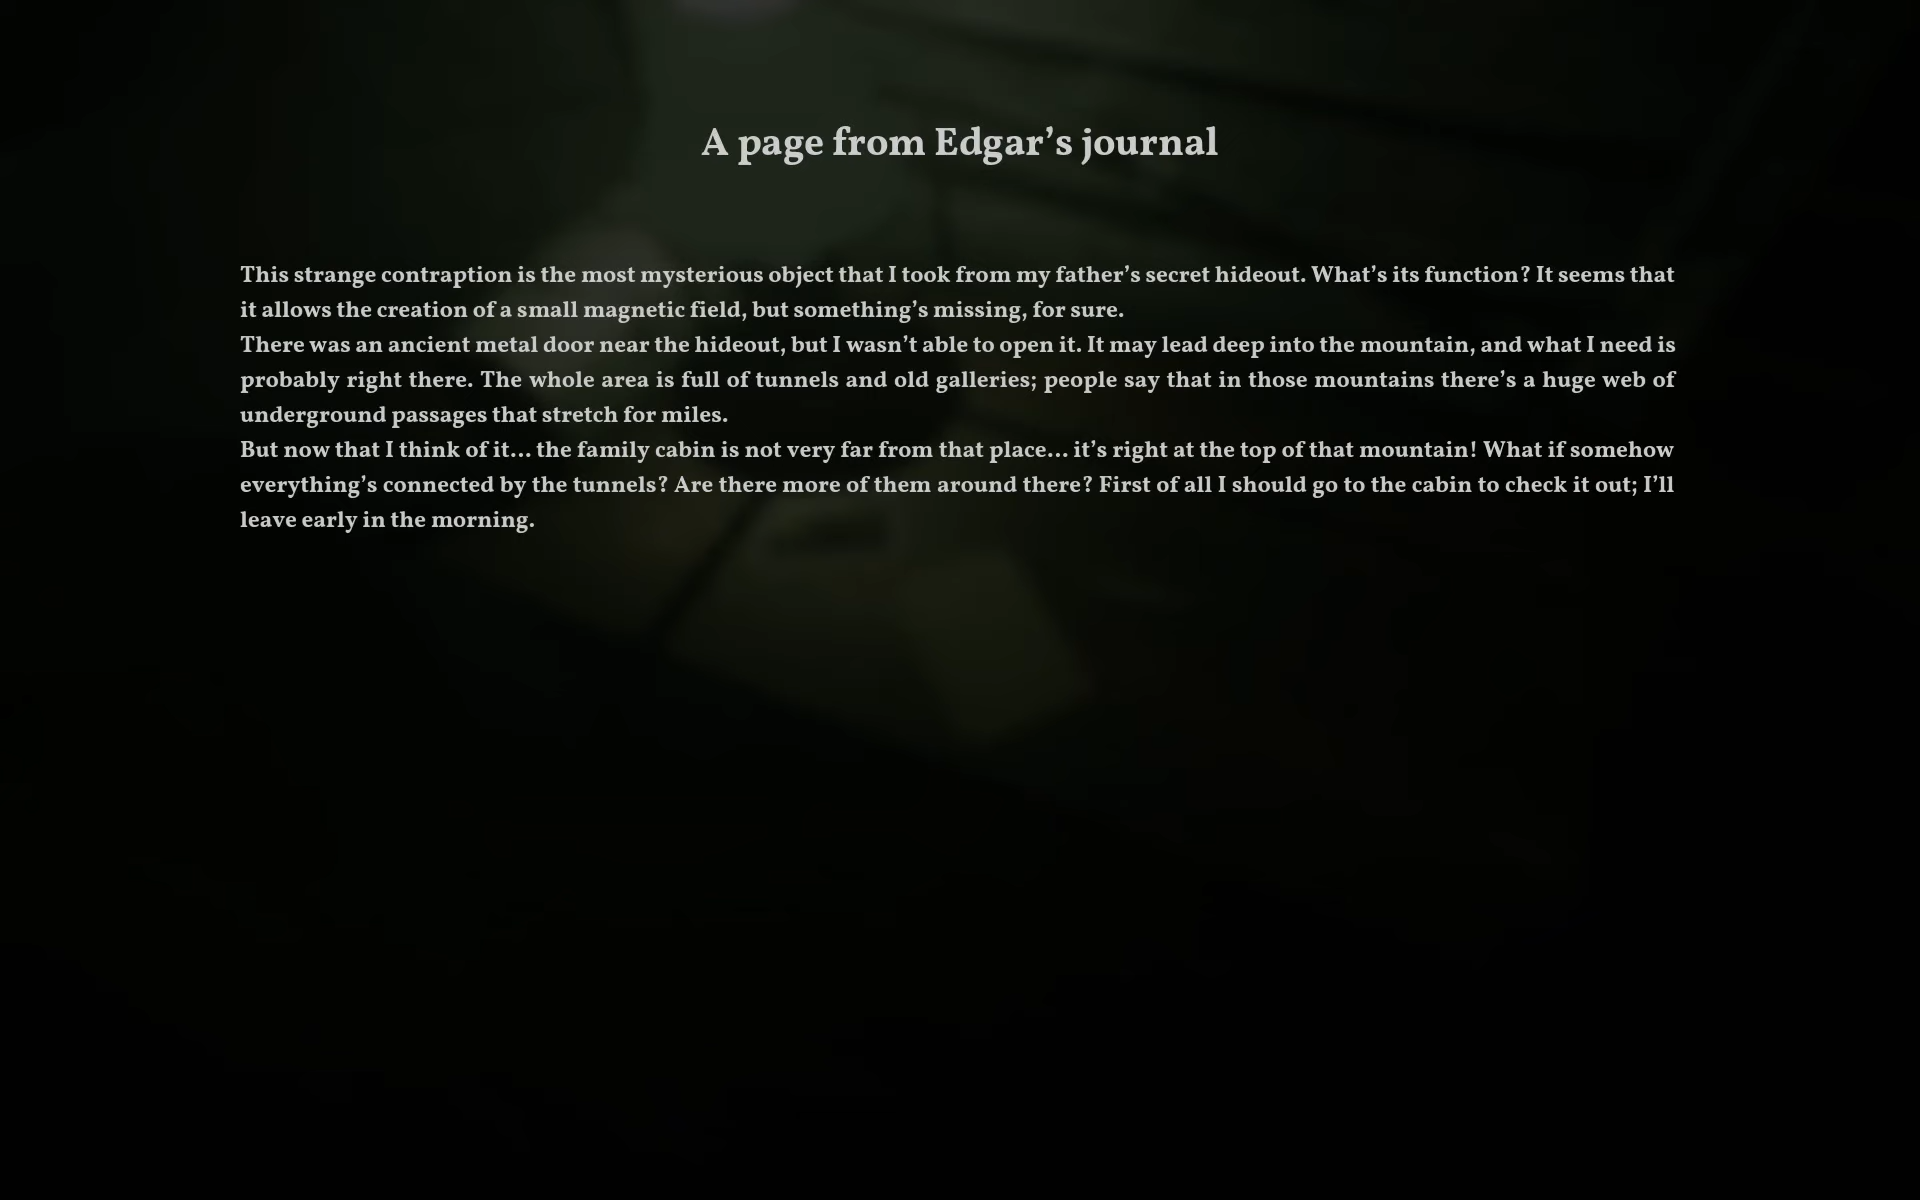 A page from Edgar’s journal
This strange contraption is the most mysterious object that I took from my father’s secret hideout. What’s its function? It seems that
it allows the creation of a small magnetic field, but something’s missing, for sure.
There was an ancient metal door near the hideout, but I wasn’t able to open it. It may lead deep into the mountain, and what I need is
probably right there. The whole area is full of tunnels and old galleries; people say that in those mountains there’s a huge web of
underground passages that stretch for miles.
But now that I think of it… the family cabin is not very far from that place… it’s right at the top of that mountain! What if somehow
everything’s connected by the tunnels? Are there more of them around there? First of all I should go to the cabin to check it out; I’ll
leave early in the morning.